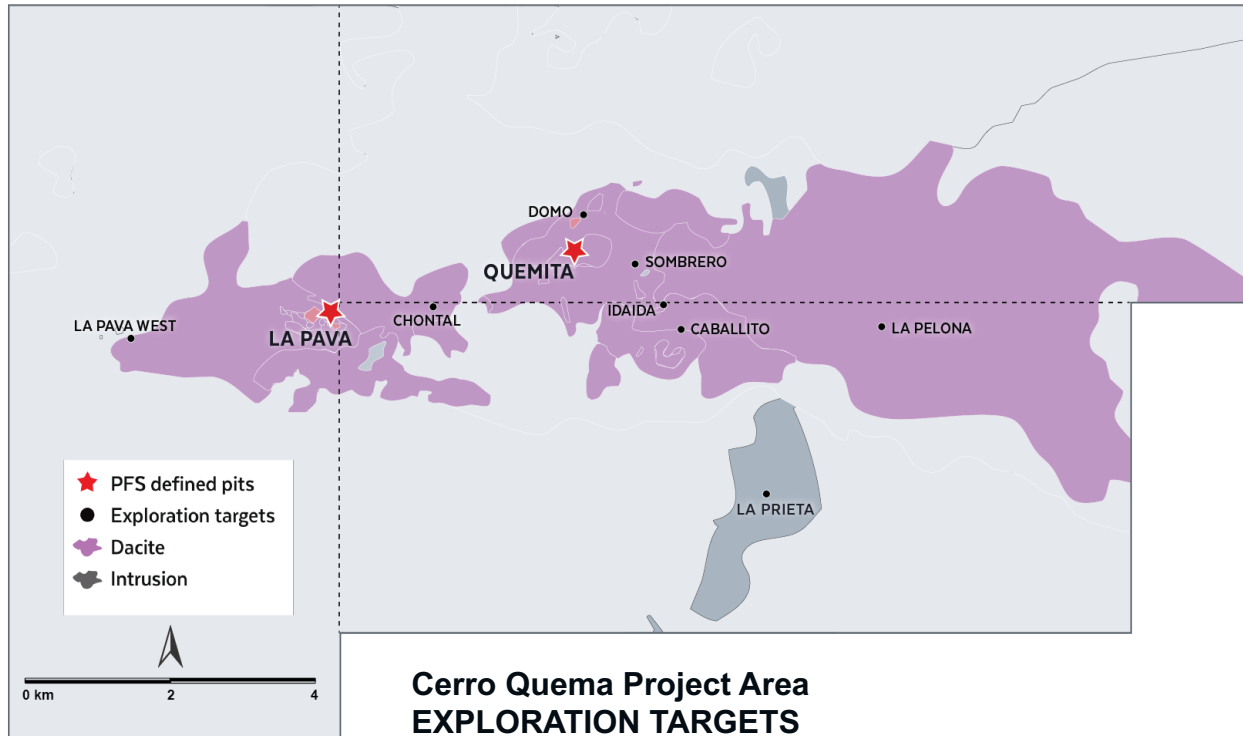 DOMO
SOMBRERO
QUEMITA
IDAIDA
CHONTAL
CABALLITO
LA PELONA
LA PAVA WEST
LA PAVA
LA PRIETA
PFS defined pits
Exploration targets
Dacite
Intrusion
0 km 2 4
Cerro Quema Project Area
EXPLORATION TARGETS